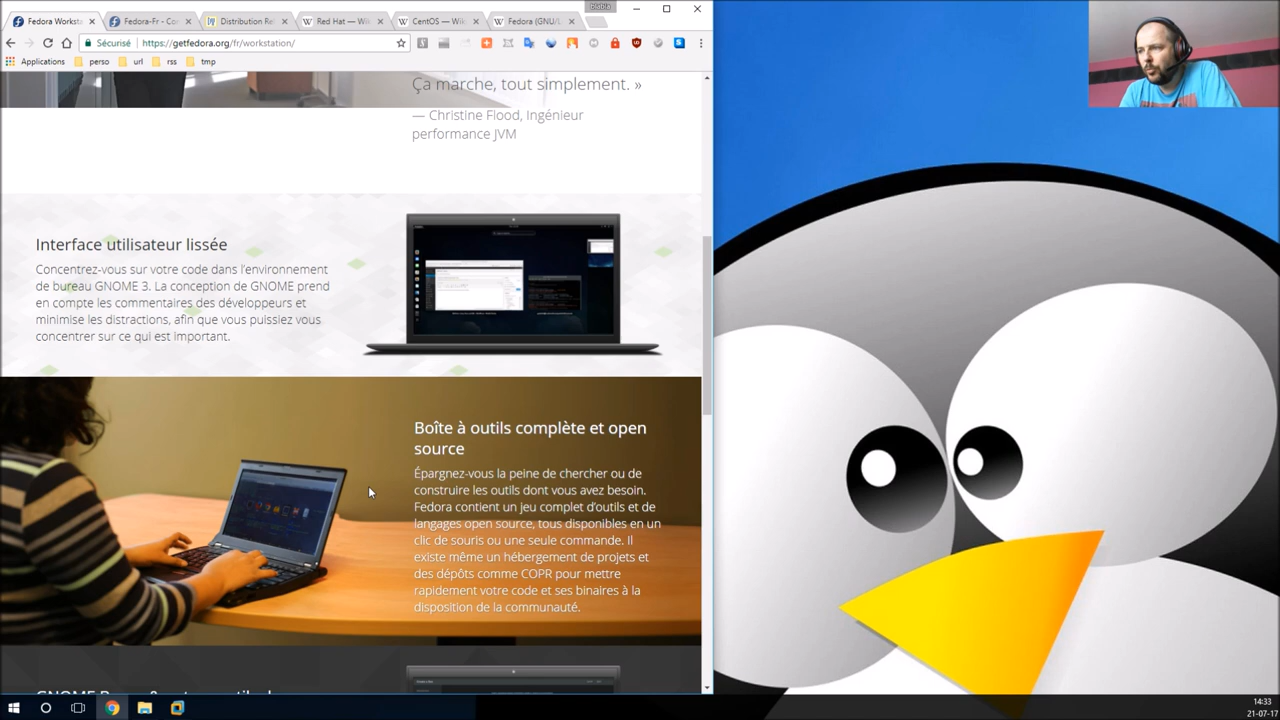 blabla
Fedora Works
Fedora-Fr - Co
Distribution Re
Red Hat — Wi
CentOS — Wik
Fedora (GNU/L
Sécurisé
https://getfedora.org/fr/workstation/
Applications
perso
url
rss
tmp
Ça marche, tout simplement. »
— Christine Flood, Ingénieur
performance JVM
Interface utilisateur lissée
Concentrez-vous sur votre code dans l'environnement
de bureau GNOME 3. La conception de GNOME prend
en compte les commentaires des développeurs et
minimise les distractions, afin que vous puissiez vous
concentrer sur ce qui est important.
Boîte à outils complète et open
source
Épargnez-vous la peine de chercher ou de
construire les outils dont vous avez besoin.
Fedora contient un jeu complet d'outils et de
langages open source, tous disponibles en un
clic de souris ou une seule commande. Il
existe même un hébergement de projets et
des dépôts comme COPR pour mettre
rapidement votre code et ses binaires à la
disposition de la communauté.
14:33
21-07-17